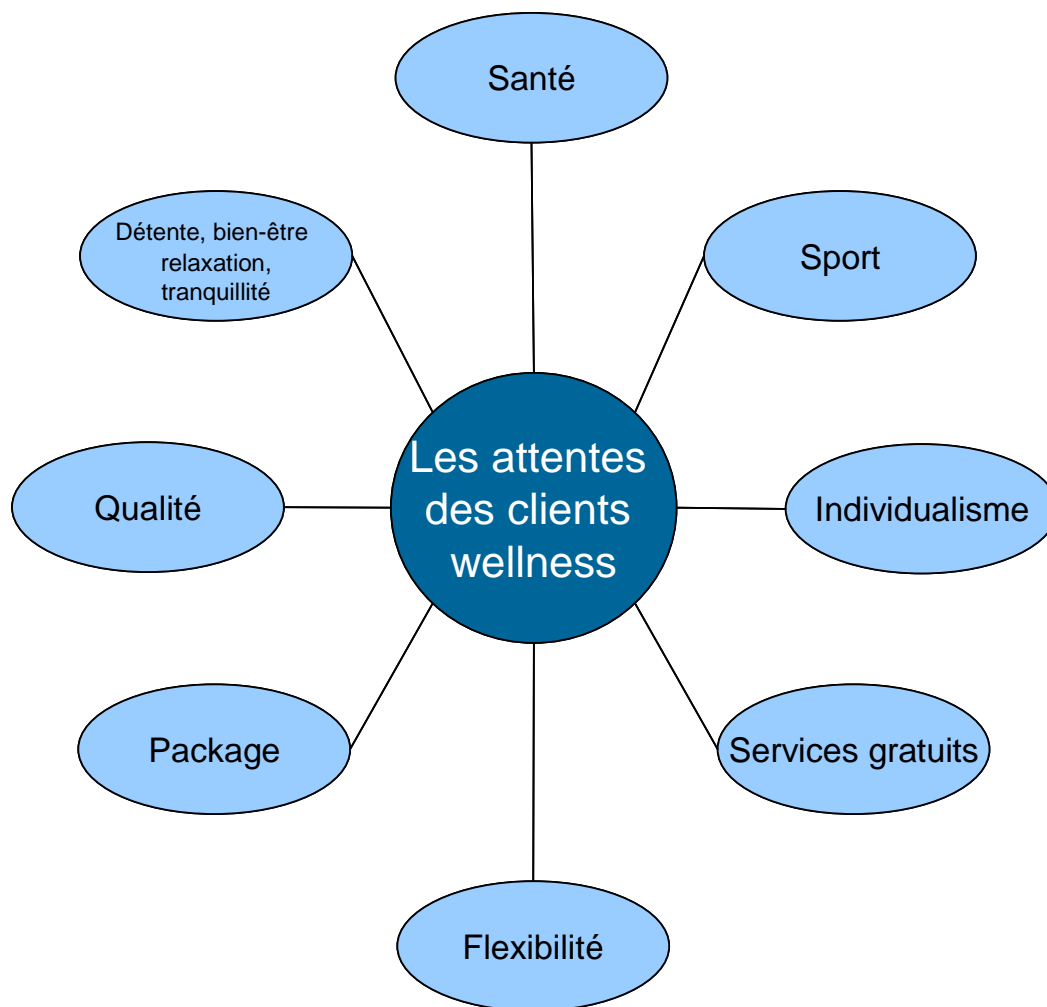 Santé
Détente, bien-être
relaxation,
tranquillité
Sport
Les attentes
des clients
wellness
Qualité
Individualisme
Package
Services gratuits
Flexibilité